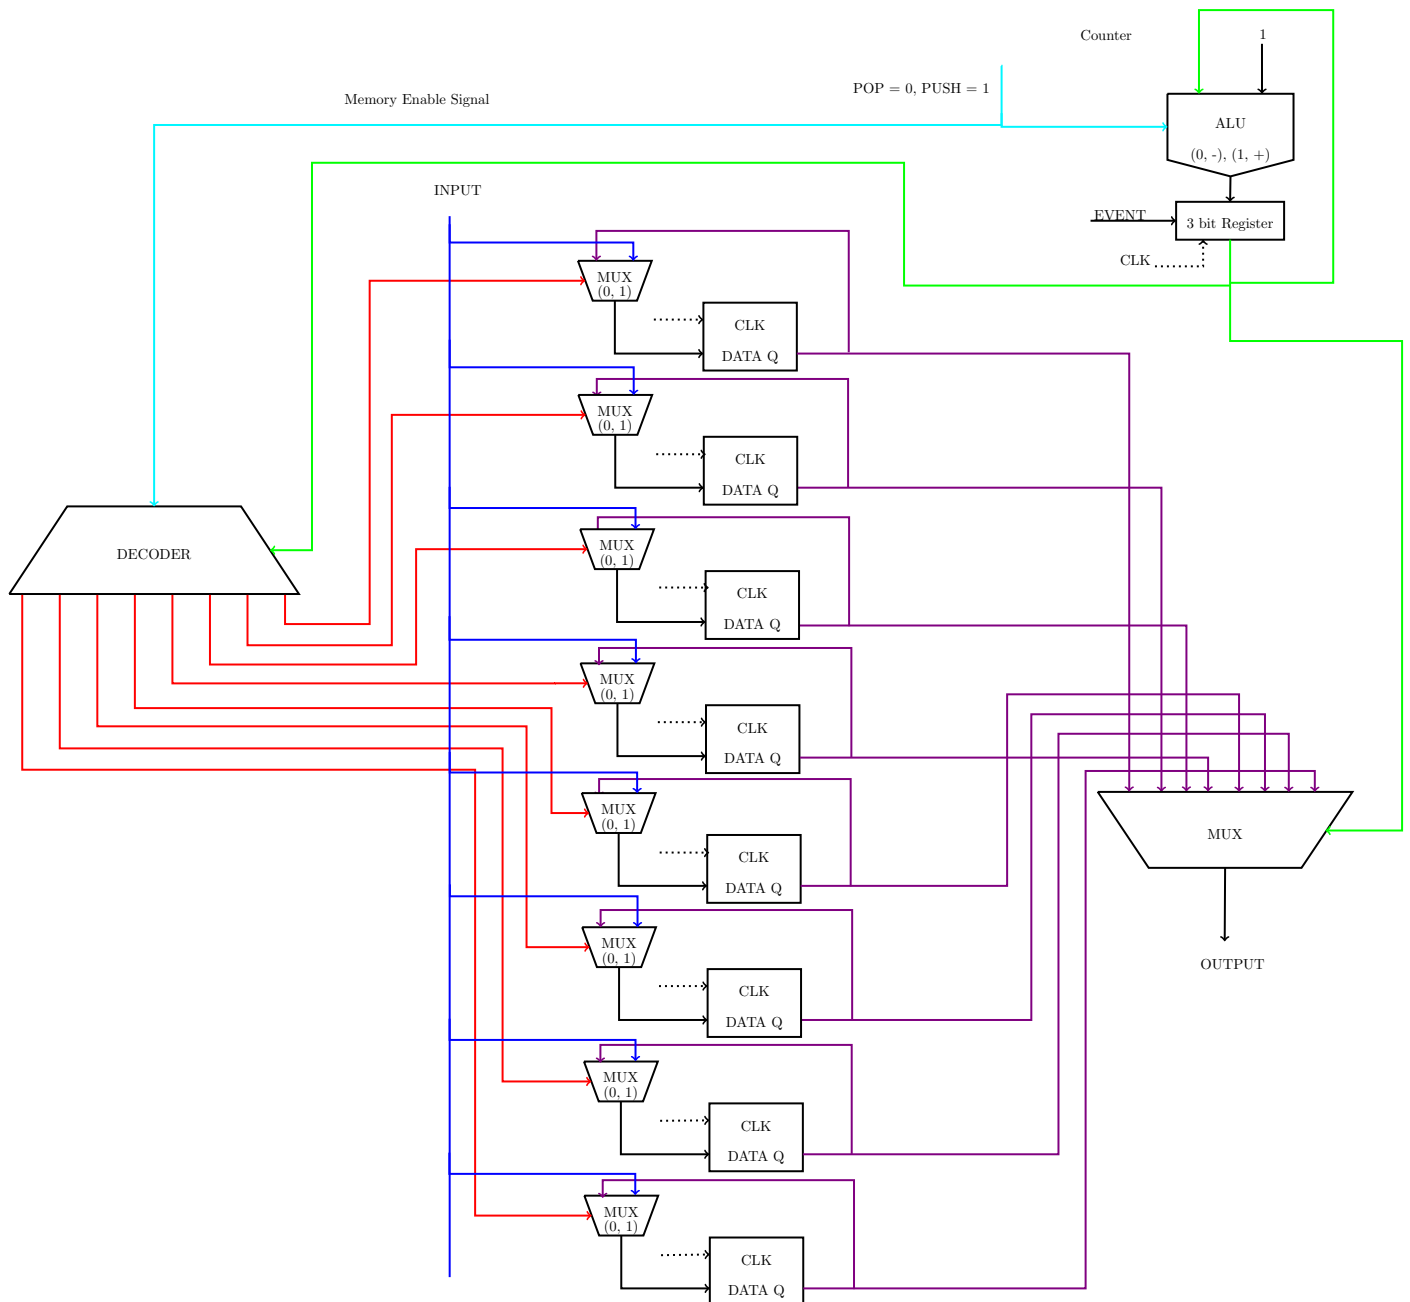 Counter
1
POP = 0, PUSH = 1
Memory Enable Signal
ALU
(0, -), (1, +)
INPUT
EVENT
3 bit Register
CLK
MUX
(0, 1)
CLK
DATA Q
MUX
(0, 1)
CLK
DATA Q
MUX
(0, 1)
DECODER
CLK
DATA Q
MUX
(0, 1)
CLK
DATA Q
MUX
(0, 1)
MUX
CLK
DATA Q
MUX
(0, 1)
OUTPUT
CLK
DATA Q
MUX
(0, 1)
CLK
DATA Q
MUX
(0, 1)
CLK
DATA Q